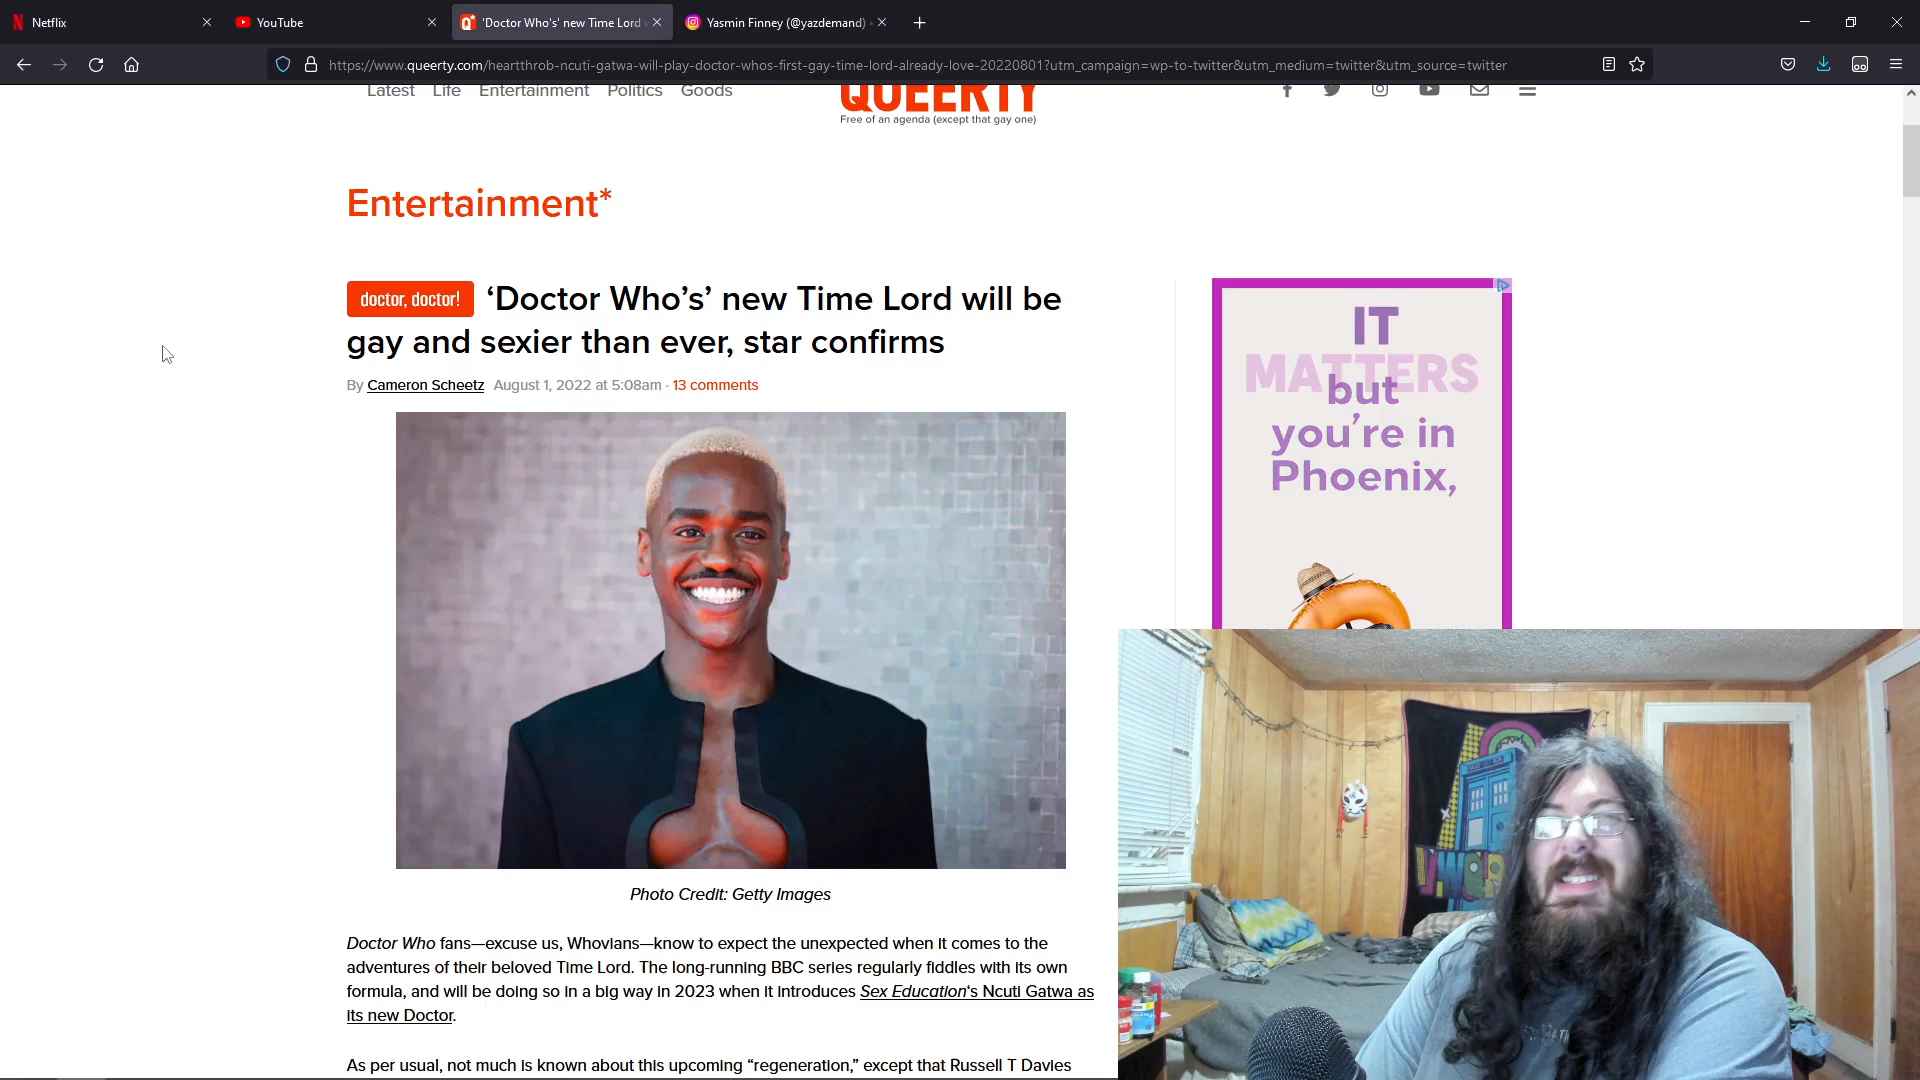 Netflix
YouTube
'Doctor Who's' new Time Lord
Yasmin Finney (@yazdemand)
https://www.queerty.com/heartthrob-ncuti-gatwa-will-play-doctor-whos-first-gay-time-lord-already-love-20220801?utm_campaign=wp-to-twitter&utm_medium=twitter&utm_source=twitter
Latest Life Entertainment Politics Goods
QUEERTY
Free of an agenda (except that gay one)
Entertainment*
doctor, doctor! ‘Doctor Who’s’ new Time Lord will be
gay and sexier than ever, star confirms
By Cameron Scheetz August 1, 2022 at 5:08am · 13 comments
IT
MATTERS
but
you’re in
Phoenix,
Photo Credit: Getty Images
Doctor Who fans—excuse us, Whovians—know to expect the unexpected when it comes to the
adventures of their beloved Time Lord. The long-running BBC series regularly fiddles with its own
formula, and will be doing so in a big way in 2023 when it introduces Sex Education‘s Ncuti Gatwa as
its new Doctor.
As per usual, not much is known about this upcoming “regeneration,” except that Russell T Davies